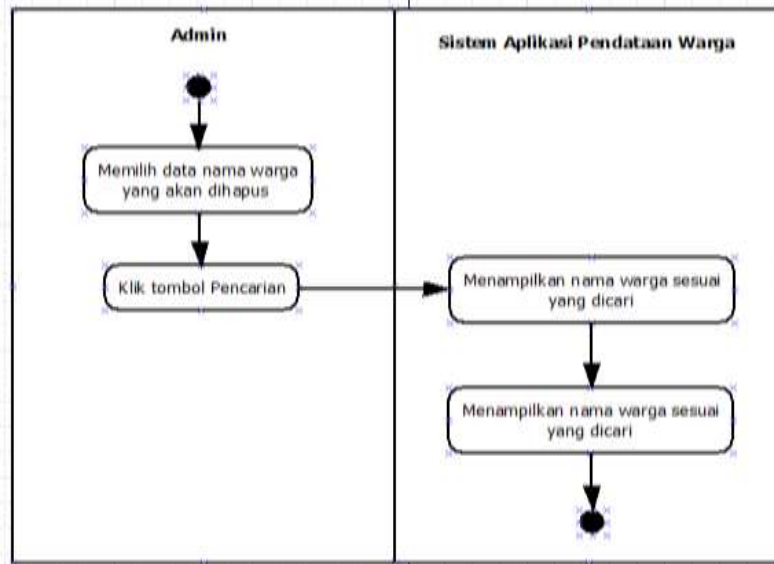 Admin
Sistem Aplikasi Pendataan Warga
Memilih data nama warga
yang akan dihapus
Klik tombol Pencarian
Menampilkan nama warga sesuai
yang dicari
Menampilkan nama warga sesuai
yang dicari